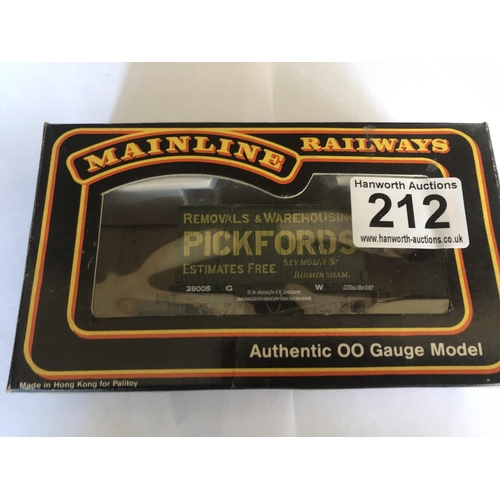 MAINLINE RAILWAYS
Hanworth Auctions
212
www.hanworth-auctions.co.uk
REMOVALS & WAREHOUSIN
PICKFORDS
ESTIMATES FREE SEYMOUR ST
BIRMINGHAM.
39005 G W
Authentic OO Gauge Model
Made in Hong Kong for Palitoy